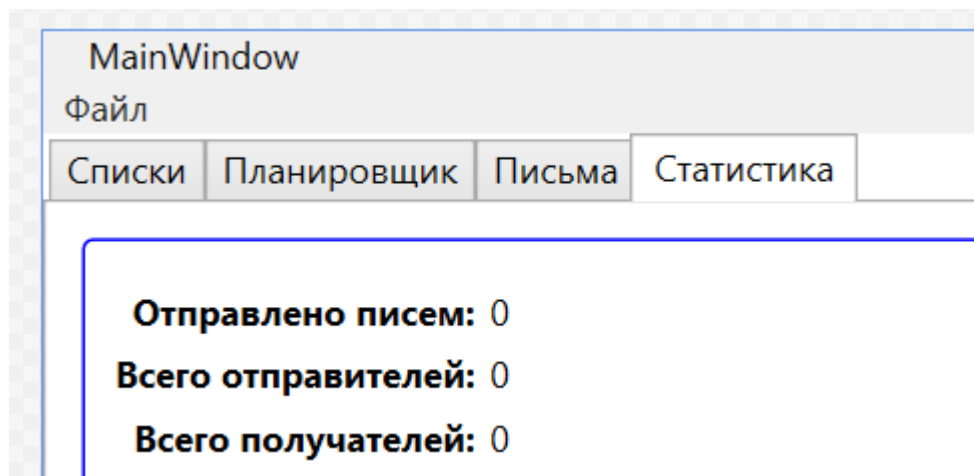 MainWindow
Файл
Списки Планировщик Письма Статистика
Отправлено писем: 0
Всего отправителей: 0
Всего получателей: 0